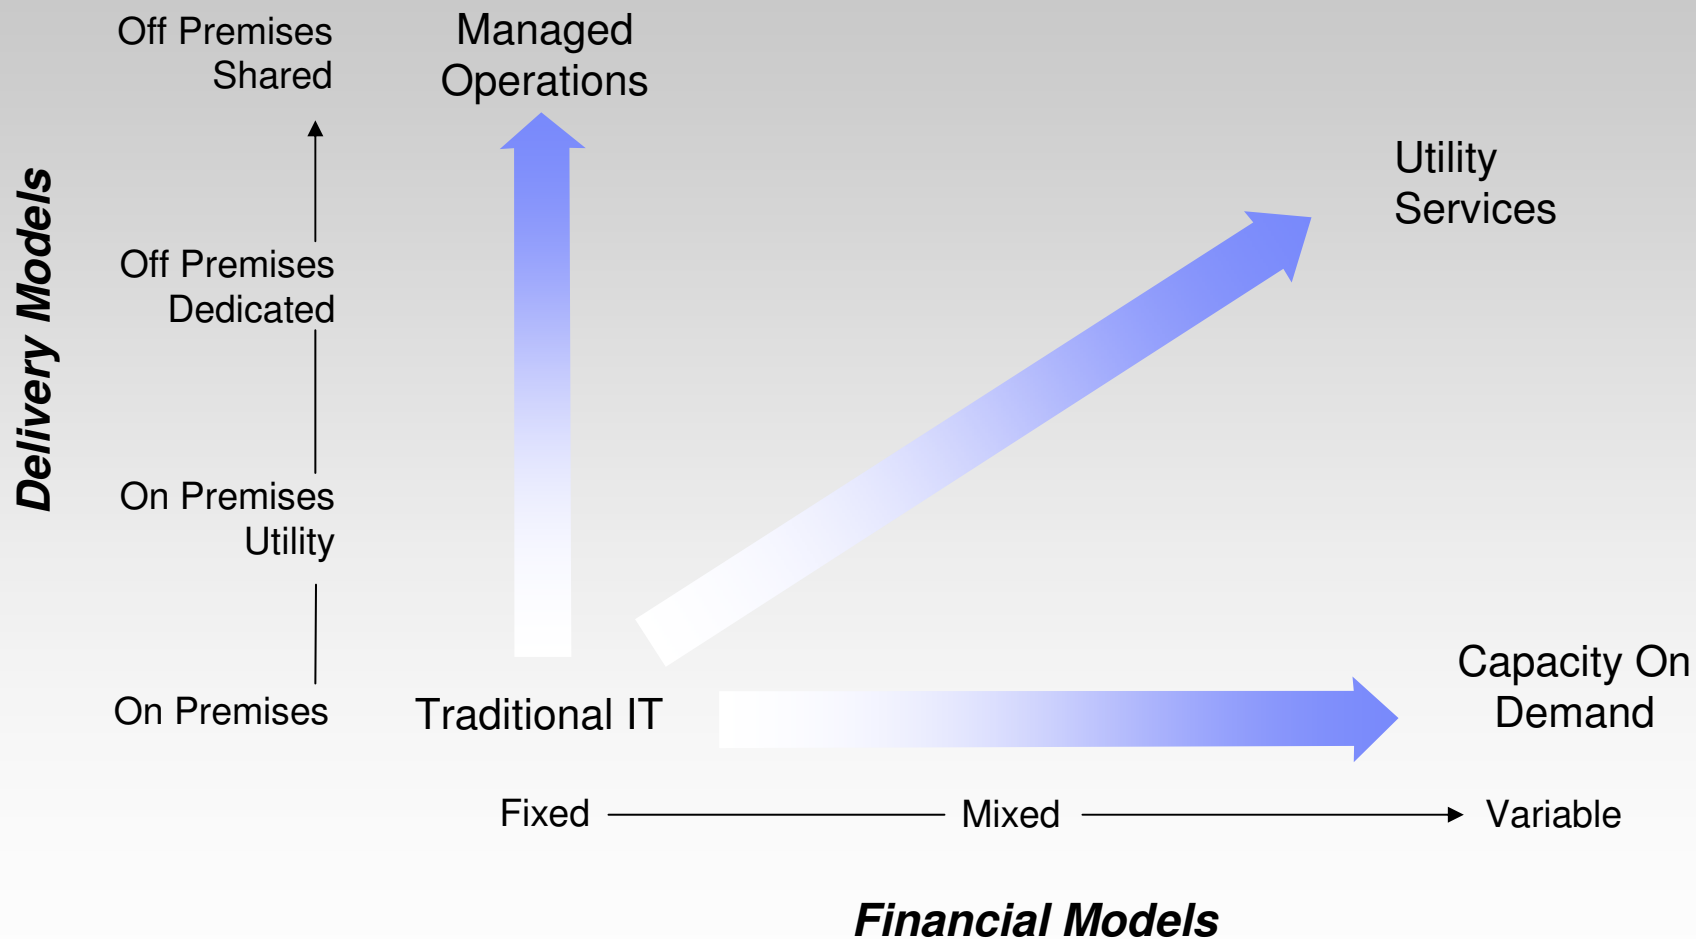 Off Premises
Shared
Managed
Operations
Utility
Services
Delivery Models
Off Premises
Dedicated
On Premises
Utility
On Premises
Traditional IT
Capacity On
Demand
Fixed
Mixed
Variable
Financial Models